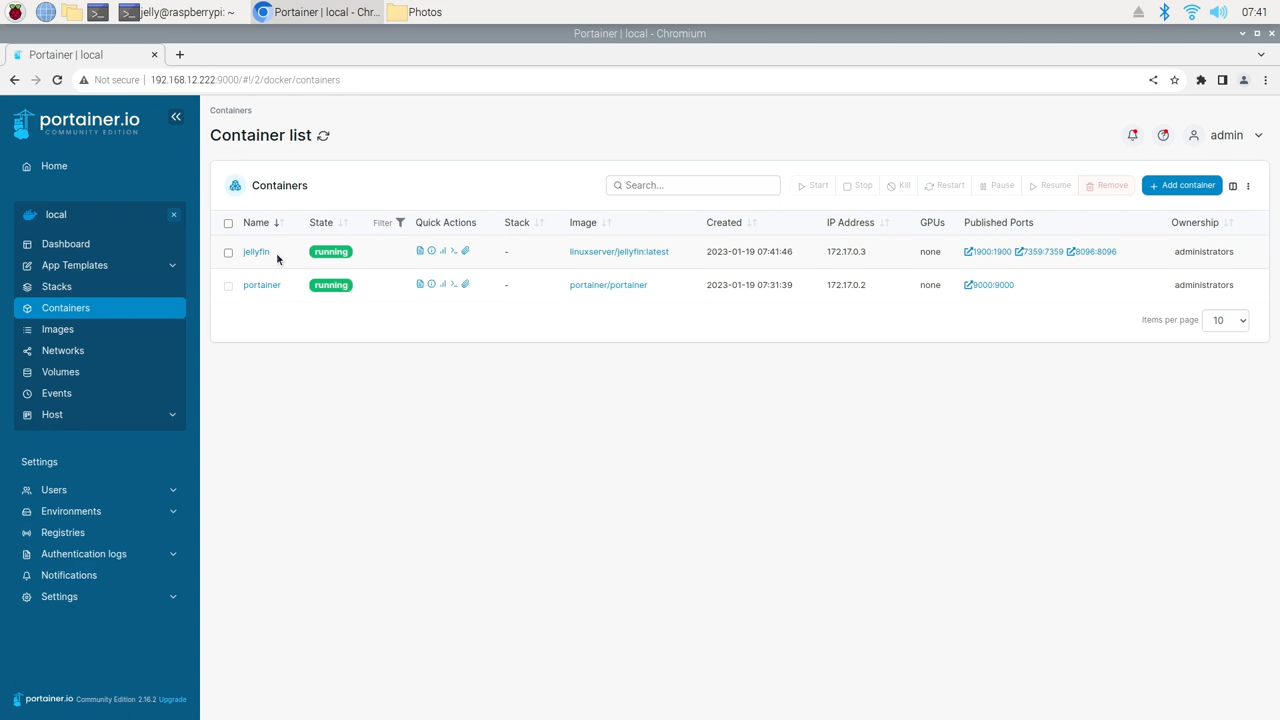 jelly@raspberrypi: ~ Portainer | local - Chr... Photos 07:41
Portainer | local - Chromium
Portainer | local
Not secure 192.168.12.222:9000/#!/2/docker/containers
portainer.io
COMMUNITY EDITION
Home
local
Dashboard
App Templates
Stacks
Containers
Images
Networks
Volumes
Events
Host
Settings
Users
Environments
Registries
Authentication logs
Notifications
Settings
portainer.io Community Edition 2.16.2 Upgrade
Containers
Container list admin
Containers Search... Start Stop Kill Restart Pause Resume Remove + Add container
Name State Filter Quick Actions Stack Image Created IP Address GPUs Published Ports Ownership
jellyfin running - linuxserver/jellyfin:latest 2023-01-19 07:41:46 172.17.0.3 none 1900:1900 7359:7359 8096:8096 administrators
portainer running - portainer/portainer 2023-01-19 07:31:39 172.17.0.2 none 9000:9000 administrators
Items per page 10